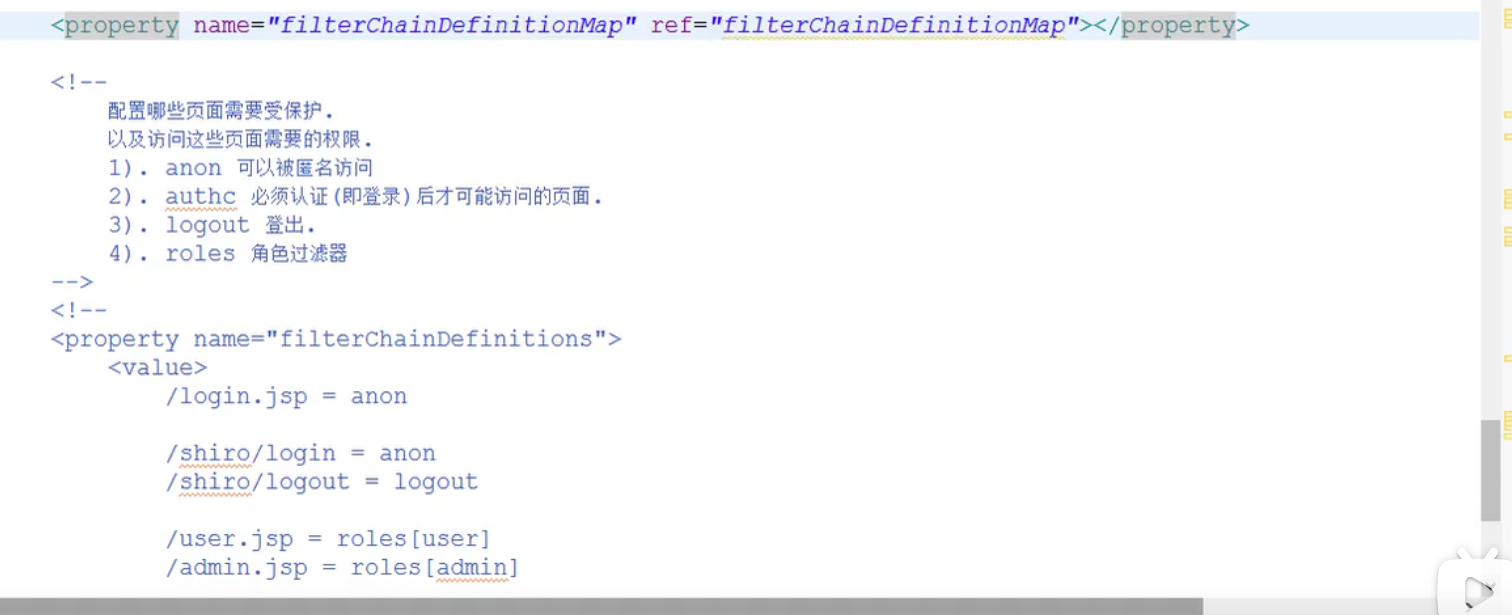 <property name="filterChainDefinitionMap" ref="filterChainDefinitionMap"></property>
<!--
配置哪些页面需要受保护.
以及访问这些页面需要的权限.
1). anon 可以被匿名访问
2). authc 必须认证(即登录)后才可能访问的页面.
3). logout 登出.
4). roles 角色过滤器
-->
<!--
<property name="filterChainDefinitions">
<value>
/login.jsp = anon
/shiro/login = anon
/shiro/logout = logout
/user.jsp = roles[user]
/admin.jsp = roles[admin]